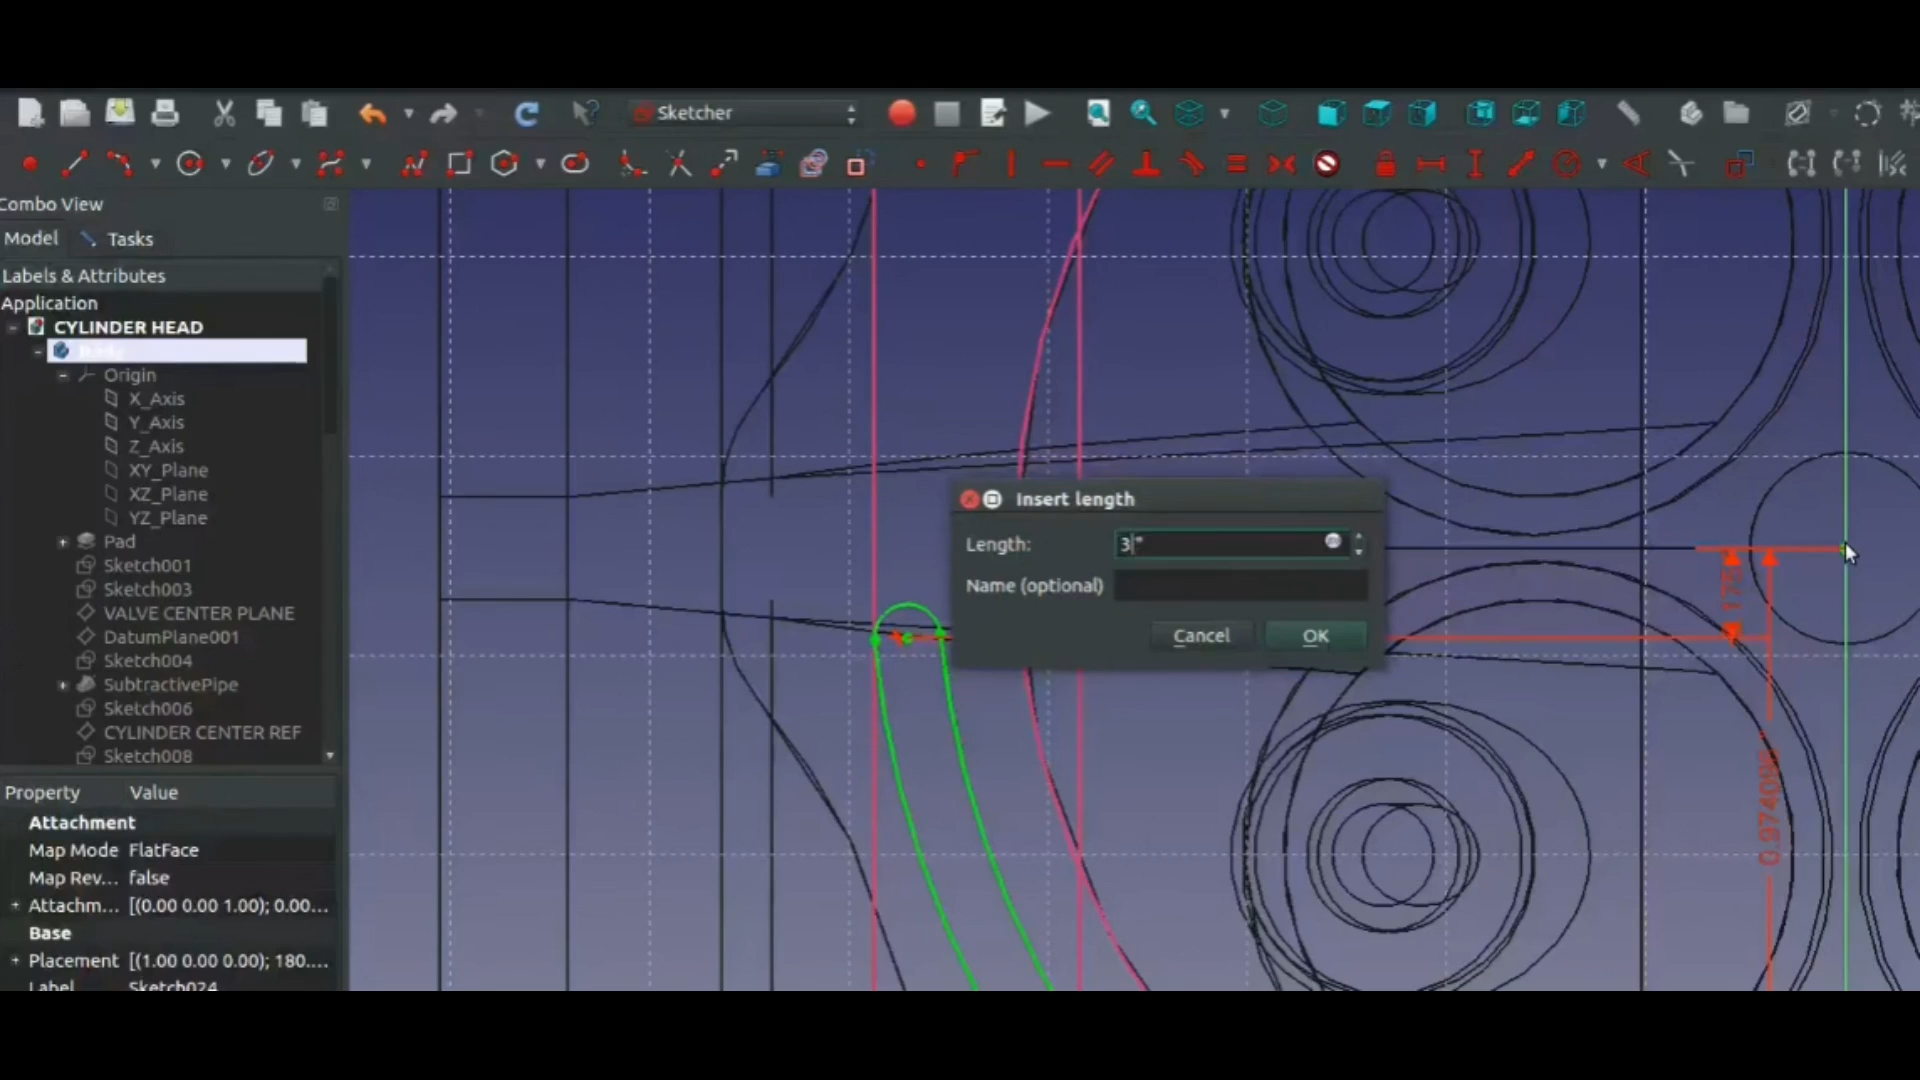 Sketcher
Combo View
Model
Tasks
Labels & Attributes
Application
CYLINDER HEAD
Body
Origin
X_Axis
Y_Axis
Z_Axis
XY_Plane
XZ_Plane
YZ_Plane
Pad
Sketch001
Sketch003
VALVE CENTER PLANE
DatumPlane001
Sketch004
SubtractivePipe
Sketch006
CYLINDER CENTER REF
Sketch008
Property Value
Attachment
Map Mode FlatFace
Map Rev... false
Attachm... [(0.00 0.00 1.00); 0.00...
Base
Placement [(1.00 0.00 0.00); 180....
Label Sketch024
Insert length
Length: 3"
Name (optional)
Cancel OK